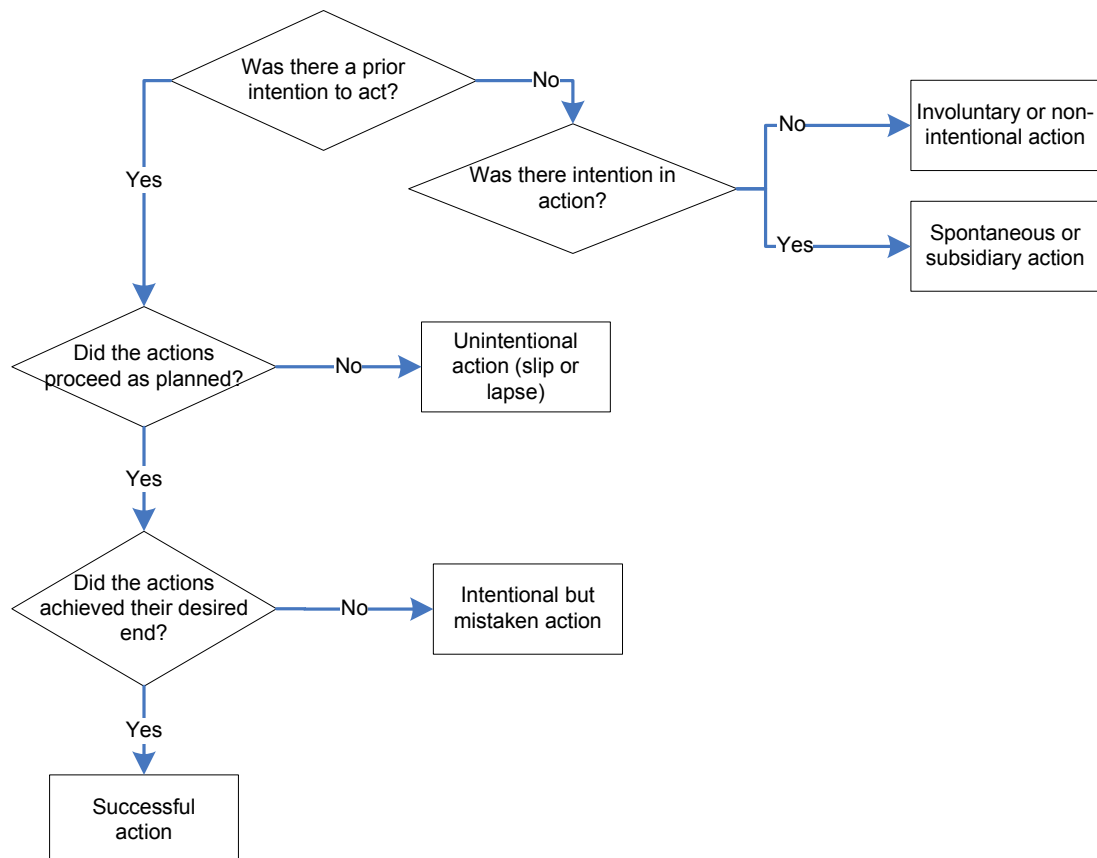 Was there a prior
intention to act?
No
Yes
Was there intention in
action?
No
Involuntary or non-
intentional action
Yes
Spontaneous or
subsidiary action
Did the actions
proceed as planned?
No
Unintentional
action (slip or
lapse)
Yes
Did the actions
achieved their desired
end?
No
Intentional but
mistaken action
Yes
Successful
action